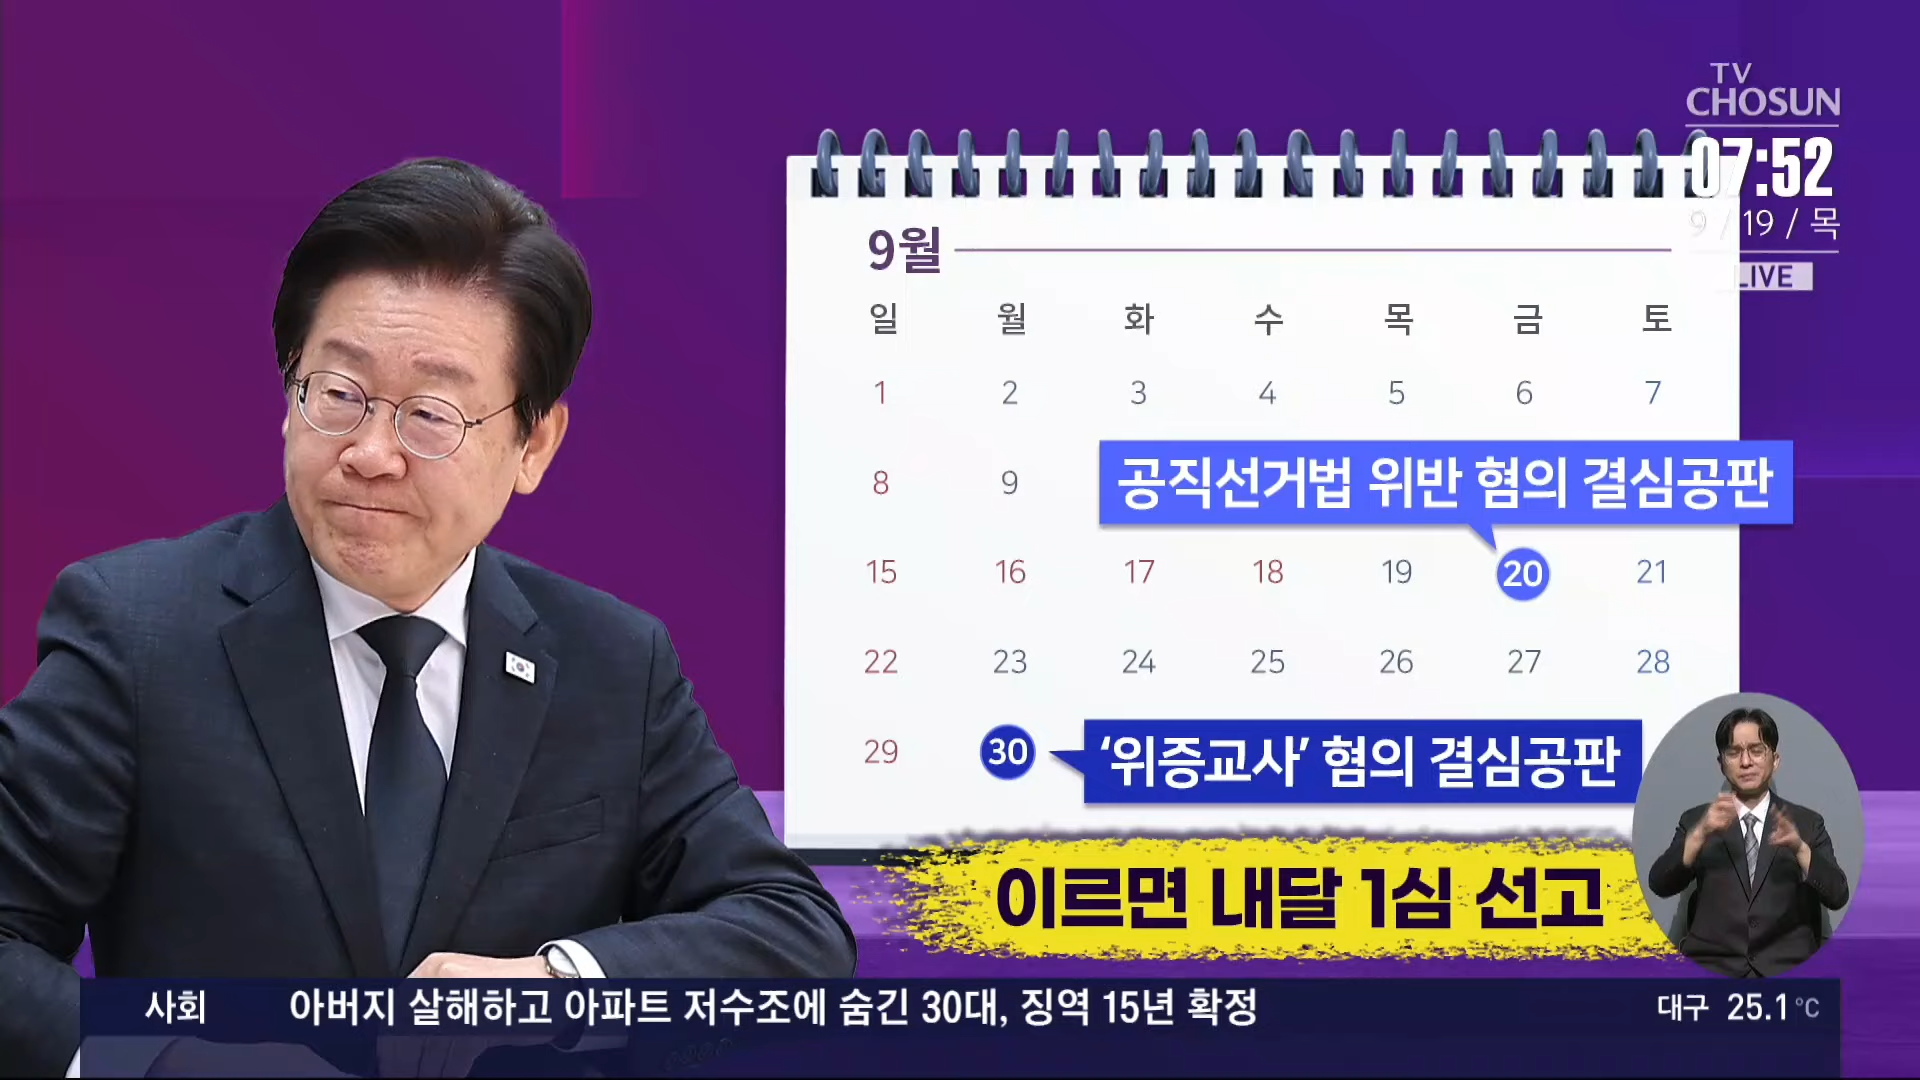 TV
CHOSUN
07:52
9 / 19 / 목
LIVE
9월
일 월 화 수 목 금 토
1 2 3 4 5 6 7
8 9
공직선거법 위반 혐의 결심공판
15 16 17 18 19 20 21
22 23 24 25 26 27 28
29 30
‘위증교사’ 혐의 결심공판
이르면 내달 1심 선고
사회 아버지 살해하고 아파트 저수조에 숨긴 30대, 징역 15년 확정
대구 25.1℃